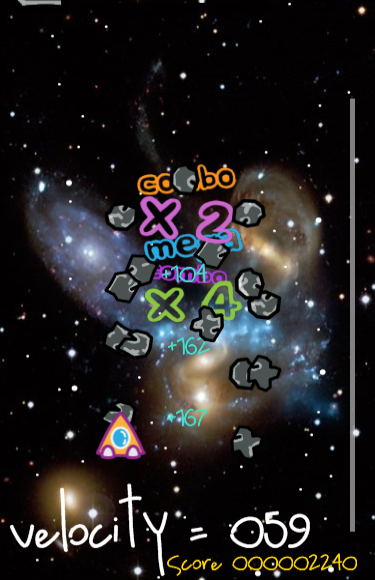 combo
x 2
mega
+104
x 4
+162
+167
velocity = 059
Score 000002240